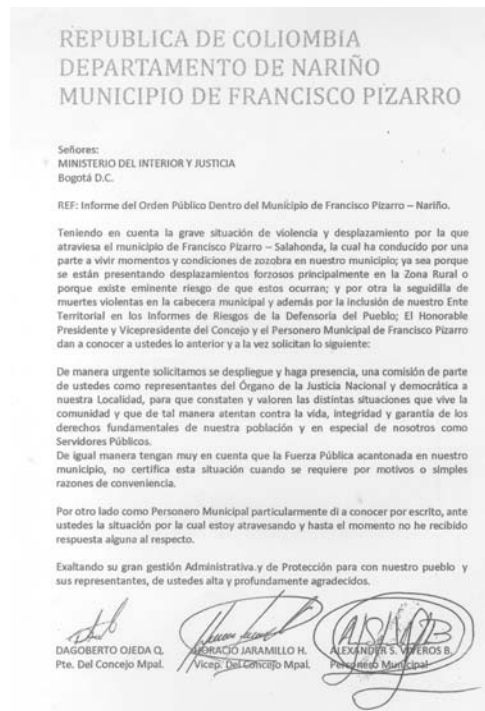 REPUBLICA DE COLIOMBIA
DEPARTAMENTO DE NARIÑO
MUNICIPIO DE FRANCISCO PIZARRO
Señores:
MINISTERIO DEL INTERIOR Y JUSTICIA
Bogotá D.C.
REF: Informe del Orden Público Dentro del Municipio de Francisco Pizarro – Nariño.
Teniendo en cuenta la grave situación de violencia y desplazamiento por la que
atraviesa el municipio de Francisco Pizarro – Salahonda, la cual ha conducido por una
parte a vivir momentos y condiciones de zozobra en nuestro municipio; ya sea porque
se están presentando desplazamientos forzosos principalmente en la Zona Rural o
porque existe eminente riesgo de que estos ocurran; y por otra la seguidilla de
muertes violentas en la cabecera municipal y además por la inclusión de nuestro Ente
Territorial en los Informes de Riesgos de la Defensoría del Pueblo; El Honorable
Presidente y Vicepresidente del Concejo y el Personero Municipal de Francisco Pizarro
dan a conocer a ustedes lo anterior y a la vez solicitan lo siguiente:
De manera urgente solicitamos se despliegue y haga presencia, una comisión de parte
de ustedes como representantes del Órgano de la Justicia Nacional y democrática a
nuestra Localidad, para que constaten y valoren las distintas situaciones que vive la
comunidad y que de tal manera atentan contra la vida, integridad y garantía de los
derechos fundamentales de nuestra población y en especial de nosotros como
Servidores Públicos.
De igual manera tengan muy en cuenta que la Fuerza Pública acantonada en nuestro
municipio, no certifica esta situación cuando se requiere por motivos o simples
razones de conveniencia.
Por otro lado como Personero Municipal particularmente di a conocer por escrito, ante
ustedes la situación por la cual estoy atravesando y hasta el momento no he recibido
respuesta alguna al respecto.
Exaltando su gran gestión Administrativa.y de Protección para con nuestro pueblo y
sus representantes, de ustedes alta y profundamente agradecidos.
DAGOBERTO OJEDA Q. HORACIO JARAMILLO H. ALEXANDER S. VIVEROS B.
Pte. Del Concejo Mpal. Vicep. Del Concejo Mpal. Personero Municipal